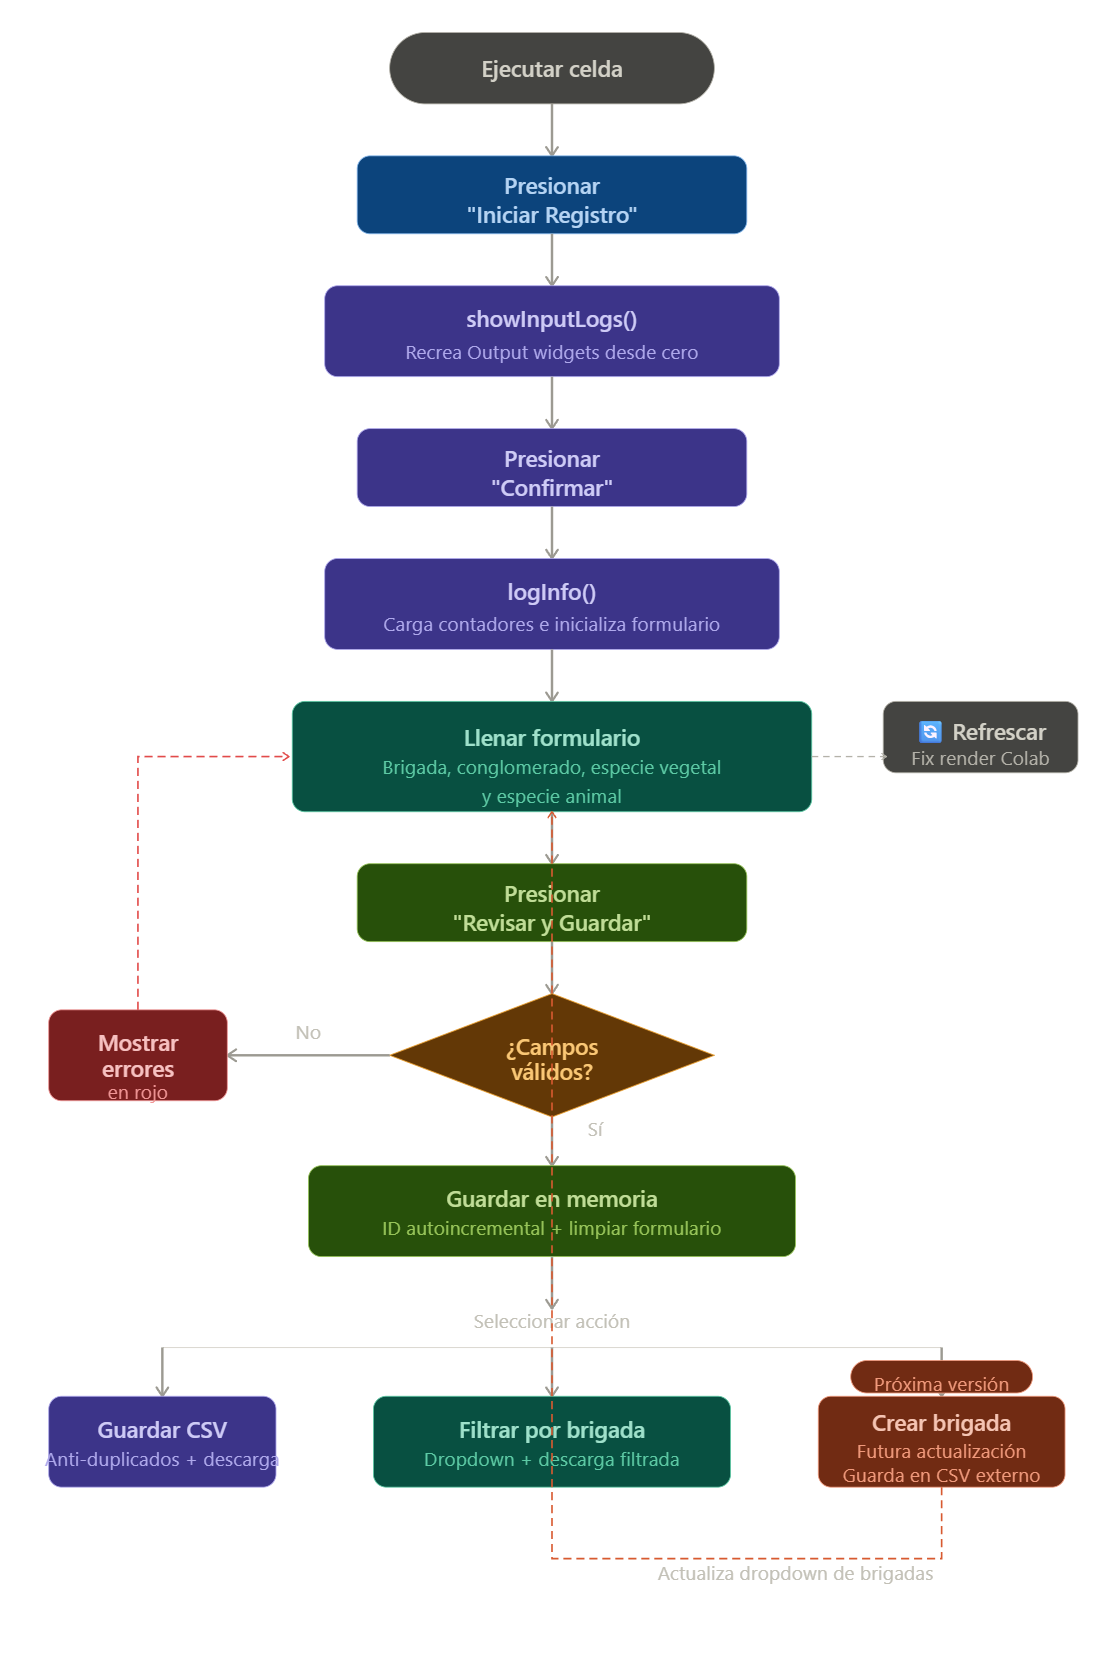 Ejecutar celda
Presionar
"Iniciar Registro"
showInputLogs()
Recrea Output widgets desde cero
Presionar
"Confirmar"
logInfo()
Carga contadores e inicializa formulario
Llenar formulario
Brigada, conglomerado, especie vegetal
y especie animal
🔄 Refrescar
Fix render Colab
Presionar
"Revisar y Guardar"
¿Campos
válidos?
No
Mostrar
errores
en rojo
Sí
Guardar en memoria
ID autoincremental + limpiar formulario
Seleccionar acción
Guardar CSV
Anti-duplicados + descarga
Filtrar por brigada
Dropdown + descarga filtrada
Próxima versión
Crear brigada
Futura actualización
Guarda en CSV externo
Actualiza dropdown de brigadas